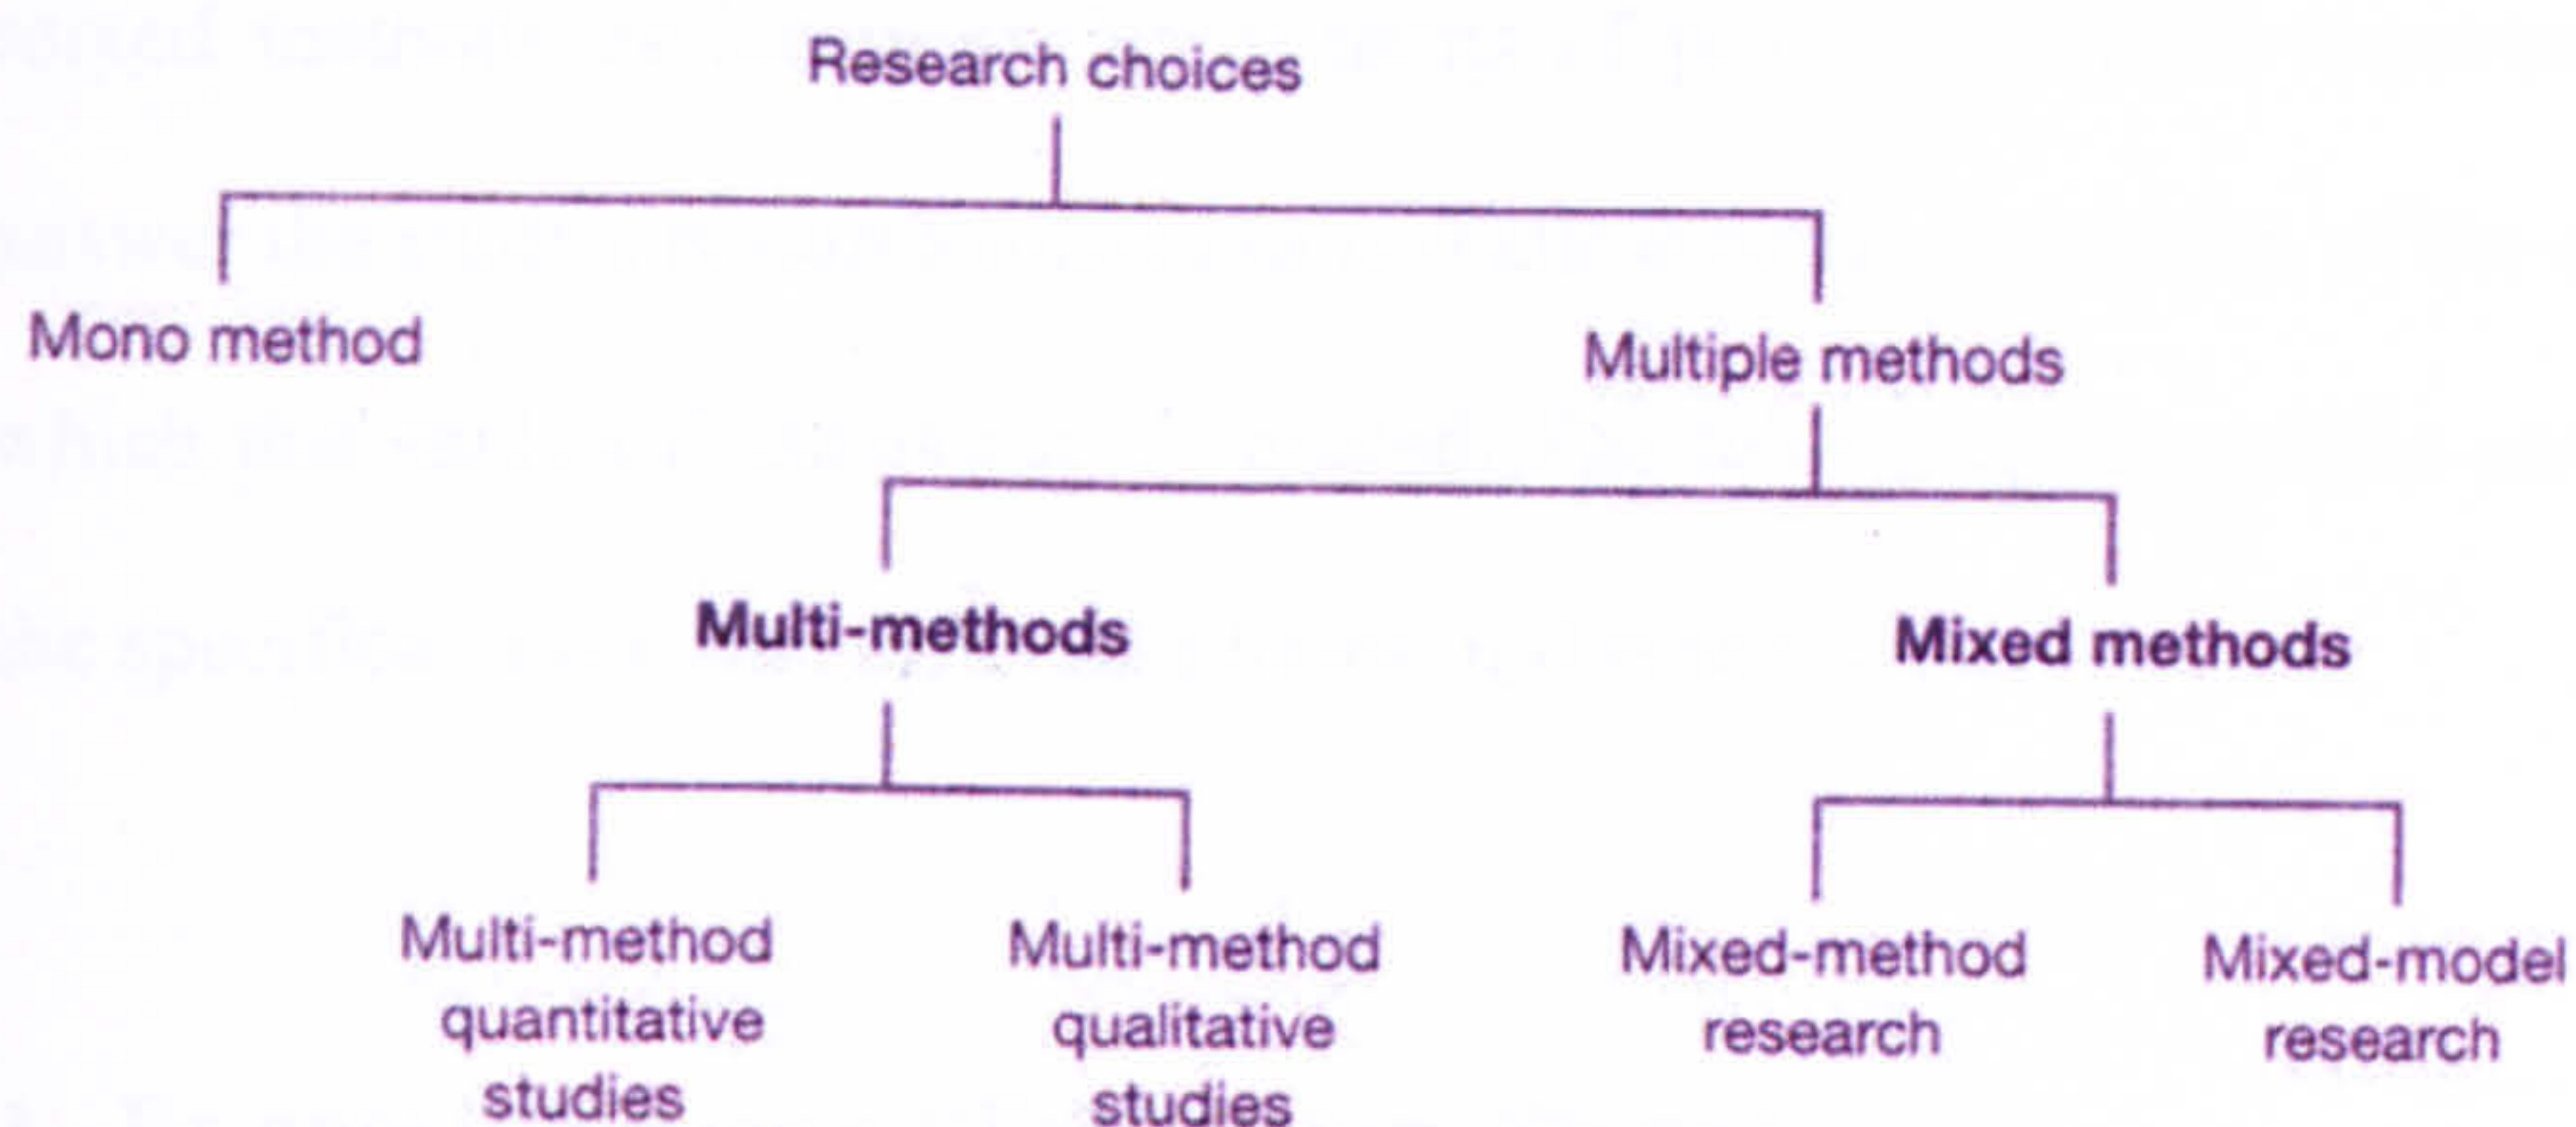 Research choices
Mono method
Multiple methods
Multi-methods
Mixed methods
Multi-method
quantitative
studies
Multi-method
qualitative
studies
Mixed-method
research
Mixed-model
research